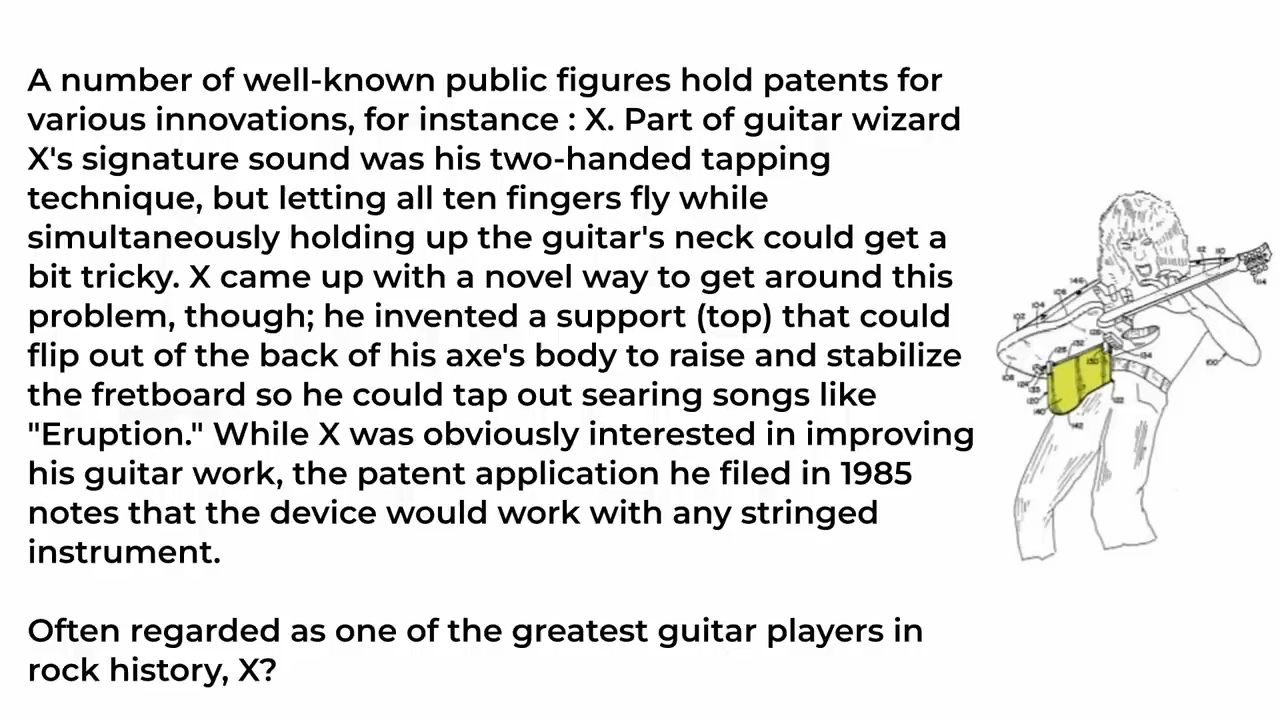 A number of well-known public figures hold patents for
various innovations, for instance : X. Part of guitar wizard
X's signature sound was his two-handed tapping
technique, but letting all ten fingers fly while
simultaneously holding up the guitar's neck could get a
bit tricky. X came up with a novel way to get around this
problem, though; he invented a support (top) that could
flip out of the back of his axe's body to raise and stabilize
the fretboard so he could tap out searing songs like
"Eruption." While X was obviously interested in improving
his guitar work, the patent application he filed in 1985
notes that the device would work with any stringed
instrument.
Often regarded as one of the greatest guitar players in
rock history, X?